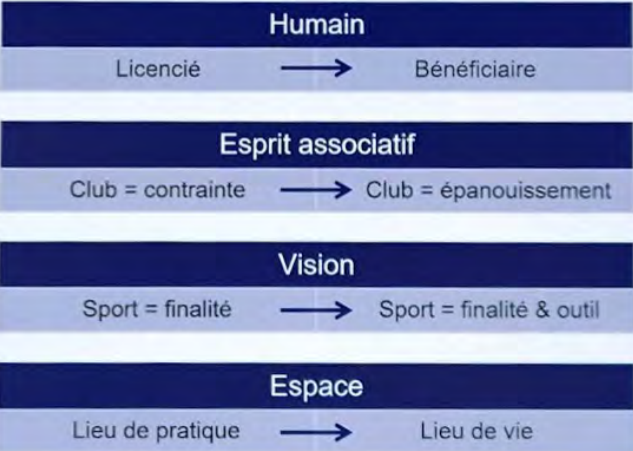 Humain
Licencié → Bénéficiaire
Esprit associatif
Club = contrainte → Club = épanouissement
Vision
Sport = finalité → Sport = finalité & outil
Espace
Lieu de pratique → Lieu de vie